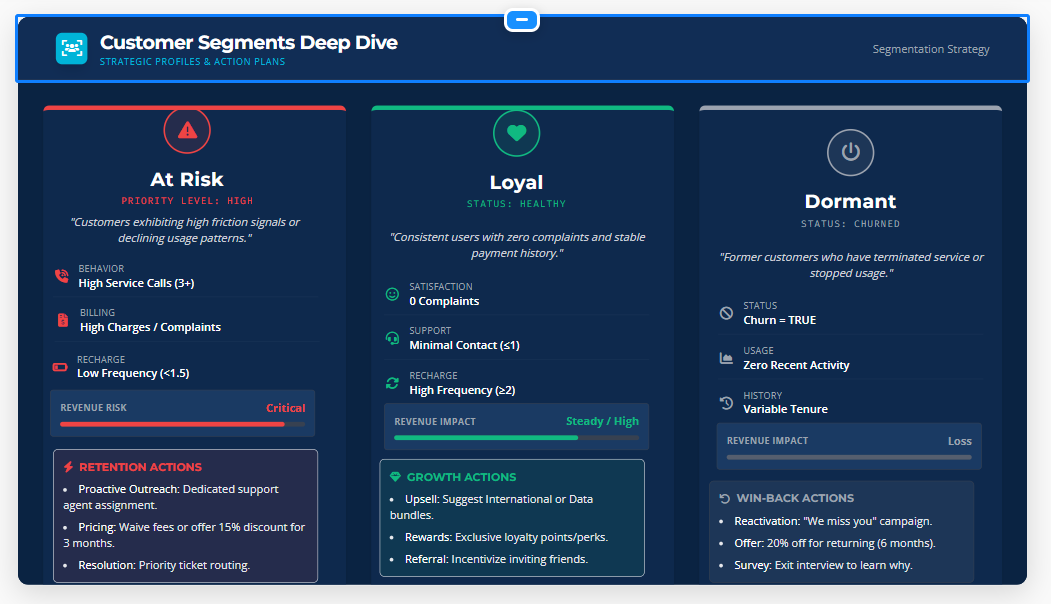 Customer Segments Deep Dive
STRATEGIC PROFILES & ACTION PLANS
Segmentation Strategy
At Risk
PRIORITY LEVEL: HIGH
"Customers exhibiting high friction signals or
declining usage patterns."
BEHAVIOR
High Service Calls (3+)
BILLING
High Charges / Complaints
RECHARGE
Low Frequency (<1.5)
REVENUE RISK
Critical
RETENTION ACTIONS
• Proactive Outreach: Dedicated support
agent assignment.
• Pricing: Waive fees or offer 15% discount for
3 months.
• Resolution: Priority ticket routing.
Loyal
STATUS: HEALTHY
"Consistent users with zero complaints and stable
payment history."
SATISFACTION
0 Complaints
SUPPORT
Minimal Contact (≤1)
RECHARGE
High Frequency (≥2)
REVENUE IMPACT
Steady / High
GROWTH ACTIONS
• Upsell: Suggest International or Data
bundles.
• Rewards: Exclusive loyalty points/perks.
• Referral: Incentivize inviting friends.
Dormant
STATUS: CHURNED
"Former customers who have terminated service or
stopped usage."
STATUS
Churn = TRUE
USAGE
Zero Recent Activity
HISTORY
Variable Tenure
REVENUE IMPACT
Loss
WIN-BACK ACTIONS
• Reactivation: "We miss you" campaign.
• Offer: 20% off for returning (6 months).
• Survey: Exit interview to learn why.